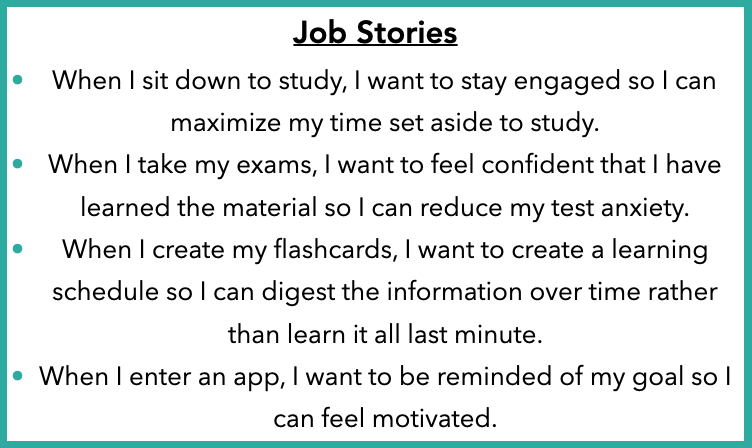 Job Stories
• When I sit down to study, I want to stay engaged so I can
maximize my time set aside to study.
• When I take my exams, I want to feel confident that I have
learned the material so I can reduce my test anxiety.
• When I create my flashcards, I want to create a learning
schedule so I can digest the information over time rather
than learn it all last minute.
• When I enter an app, I want to be reminded of my goal so I
can feel motivated.